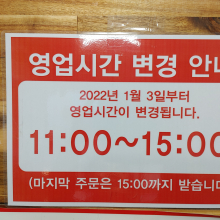 영업시간 변경 안내
2022년 1월 3일부터
영업시간이 변경됩니다.
11:00~15:00
(마지막 주문은 15:00까지 받습니다